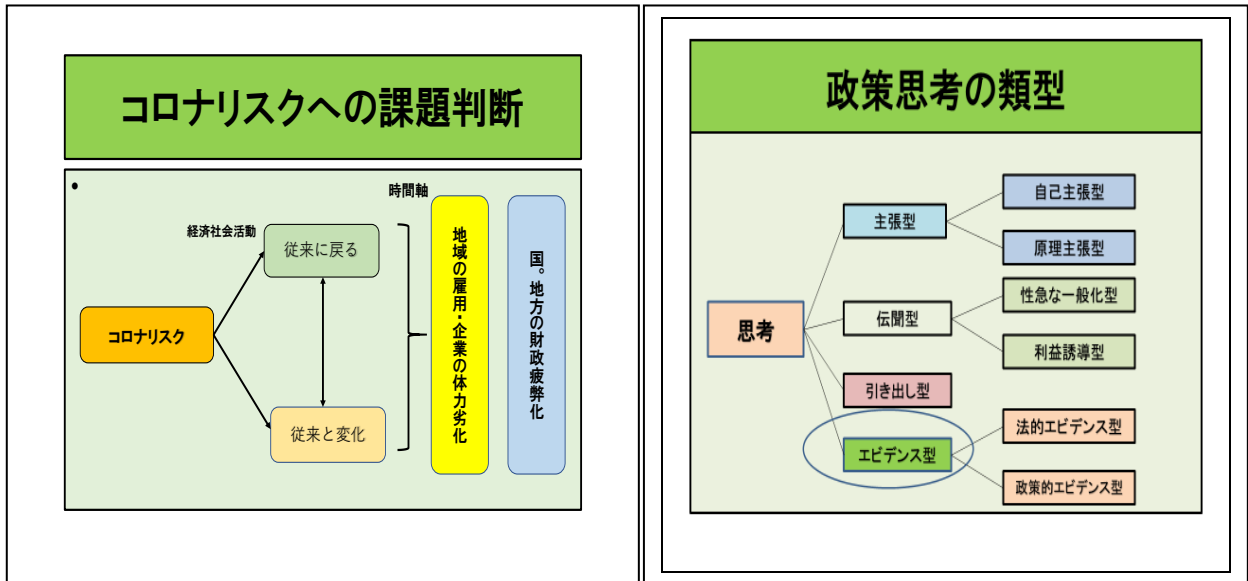 コロナリスクへの課題判断
•
時間軸
経済社会活動
従来に戻る
コロナリスク
従来と変化
地域の雇用・企業の体力劣化
国。地方の財政疲弊化
政策思考の類型
思考
主張型
自己主張型
原理主張型
伝聞型
性急な一般化型
利益誘導型
引き出し型
エビデンス型
法的エビデンス型
政策的エビデンス型